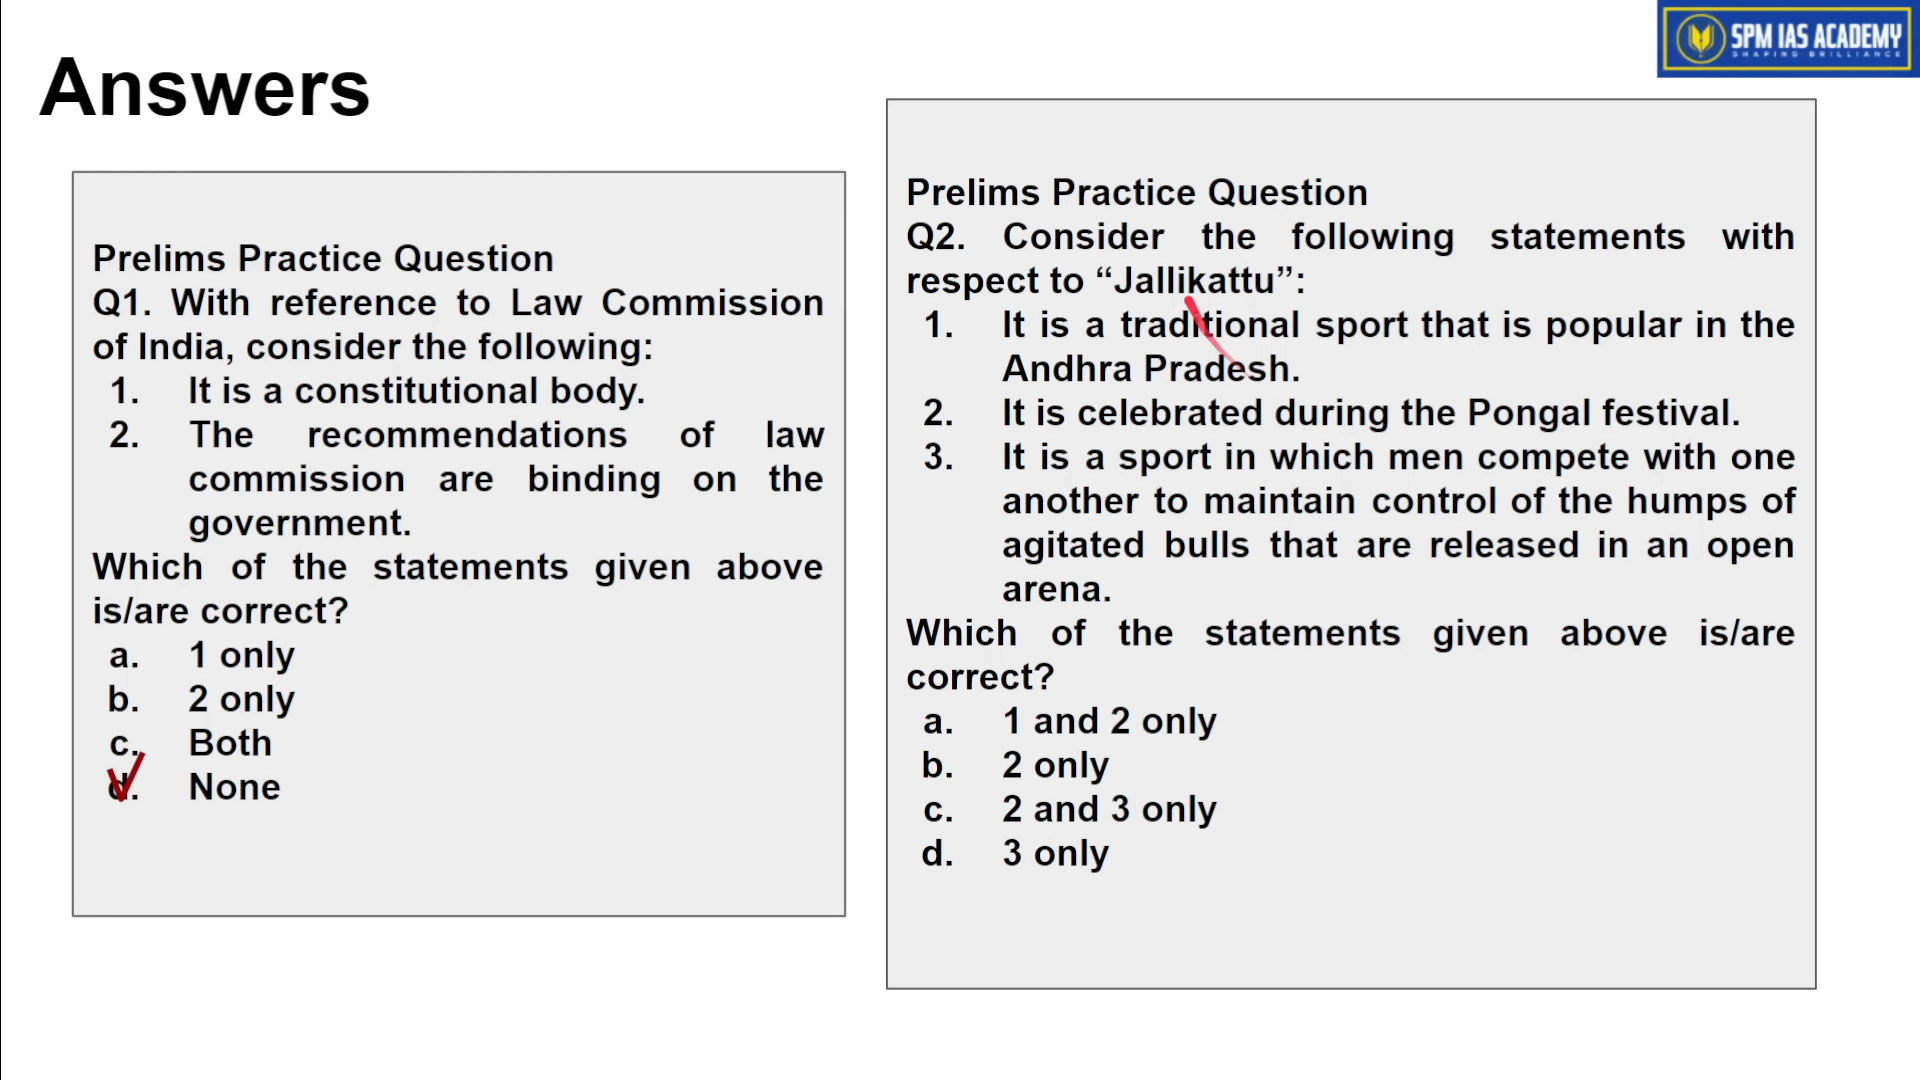 SPM IAS ACADEMY
SHAPING BRILLIANCE
Answers
Prelims Practice Question
Q1. With reference to Law Commission
of India, consider the following:
1. It is a constitutional body.
2. The recommendations of law
commission are binding on the
government.
Which of the statements given above
is/are correct?
a. 1 only
b. 2 only
c. Both
d. None
Prelims Practice Question
Q2. Consider the following statements with
respect to “Jallikattu”:
1. It is a traditional sport that is popular in the
Andhra Pradesh.
2. It is celebrated during the Pongal festival.
3. It is a sport in which men compete with one
another to maintain control of the humps of
agitated bulls that are released in an open
arena.
Which of the statements given above is/are
correct?
a. 1 and 2 only
b. 2 only
c. 2 and 3 only
d. 3 only